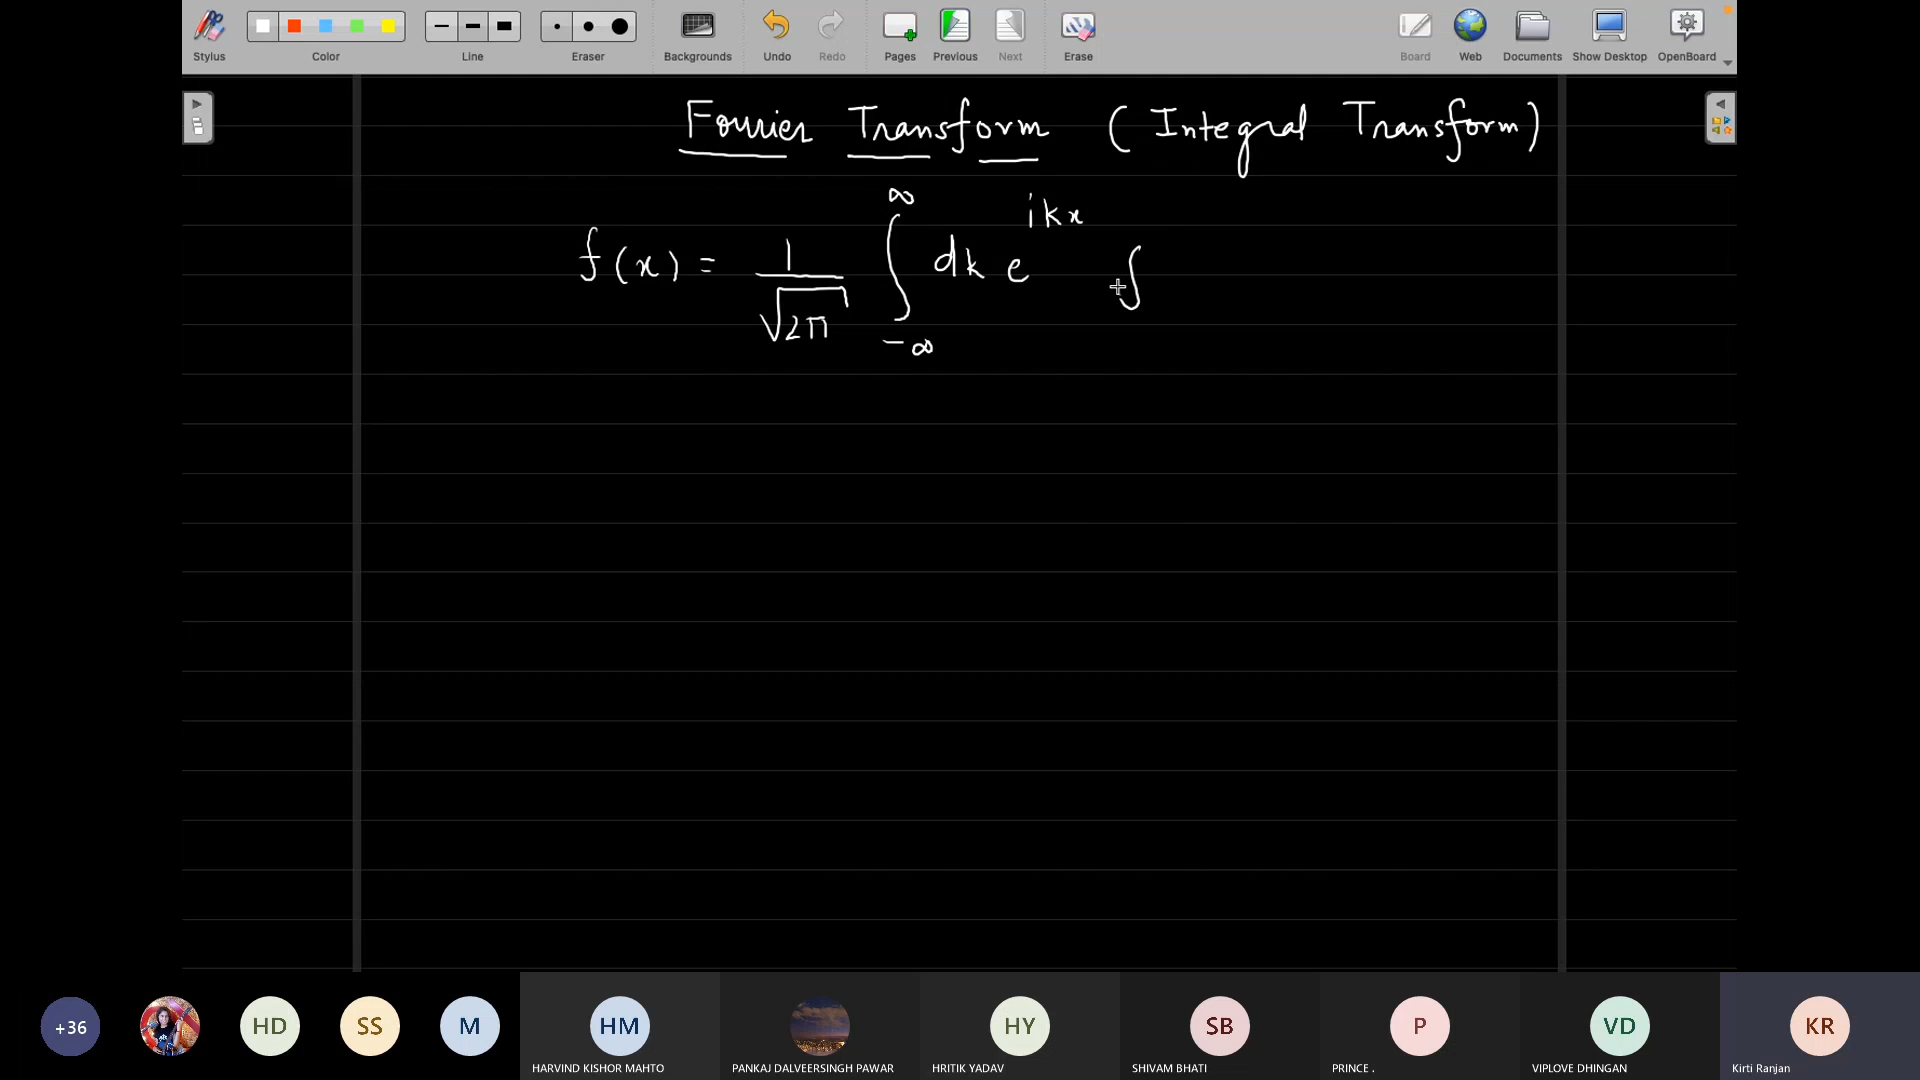 Stylus
Color
Line
Eraser
Backgrounds
Undo
Redo
Pages
Previous
Next
Erase
Board
Web
Documents
Show Desktop
OpenBoard
Fourier Transform ( Integral Transform)
f(x) = 1/√2π ∫_{-∞}^{∞} dk e^{ikx} ∫
+36
HD
SS
M
HM
HY
SB
P
VD
KR
HARVIND KISHOR MAHTO
PANKAJ DALVEERSINGH PAWAR
HRITIK YADAV
SHIVAM BHATI
PRINCE .
VIPLOVE DHINGAN
Kirti Ranjan